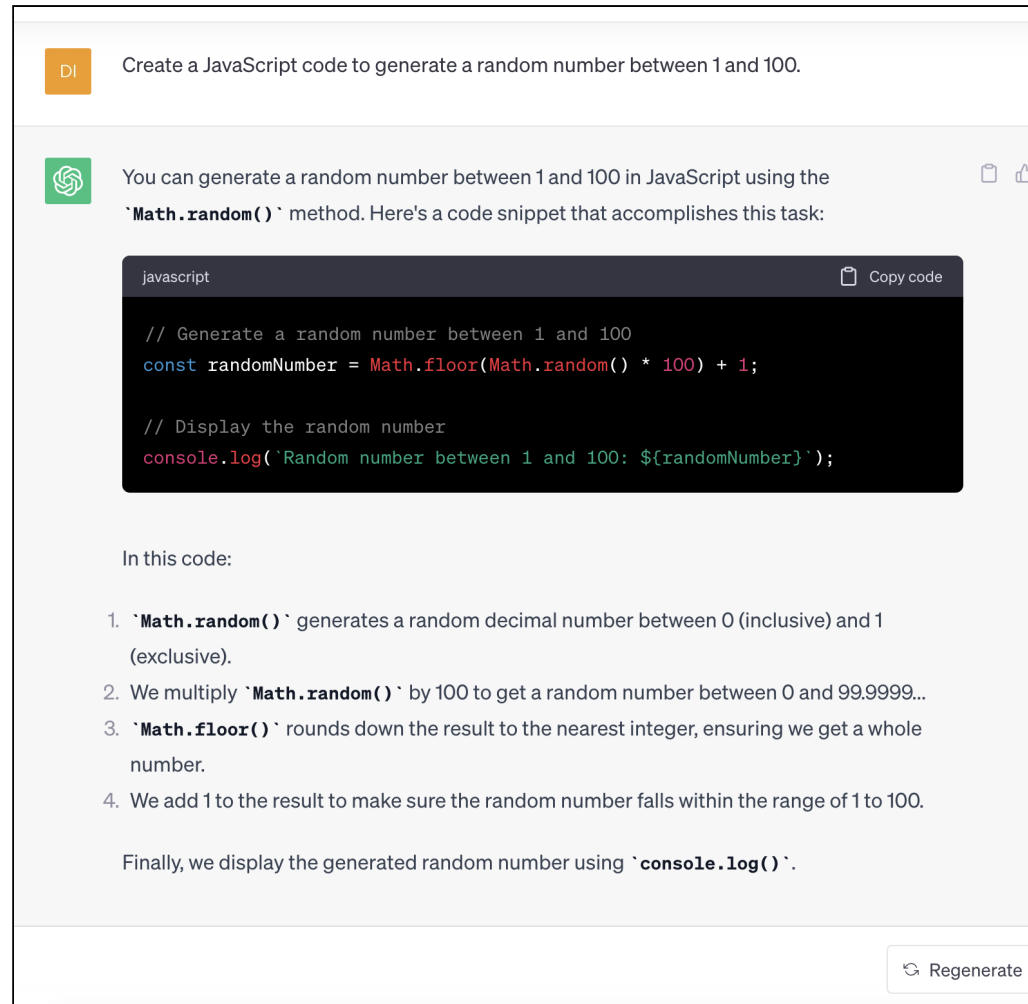 DI
Create a JavaScript code to generate a random number between 1 and 100.
You can generate a random number between 1 and 100 in JavaScript using the
`Math.random()` method. Here's a code snippet that accomplishes this task:
javascript
Copy code
// Generate a random number between 1 and 100
const randomNumber = Math.floor(Math.random() * 100) + 1;
// Display the random number
console.log(`Random number between 1 and 100: ${randomNumber}`);
In this code:
1. `Math.random()` generates a random decimal number between 0 (inclusive) and 1
(exclusive).
2. We multiply `Math.random()` by 100 to get a random number between 0 and 99.9999...
3. `Math.floor()` rounds down the result to the nearest integer, ensuring we get a whole
number.
4. We add 1 to the result to make sure the random number falls within the range of 1 to 100.
Finally, we display the generated random number using `console.log()`.
Regenerate